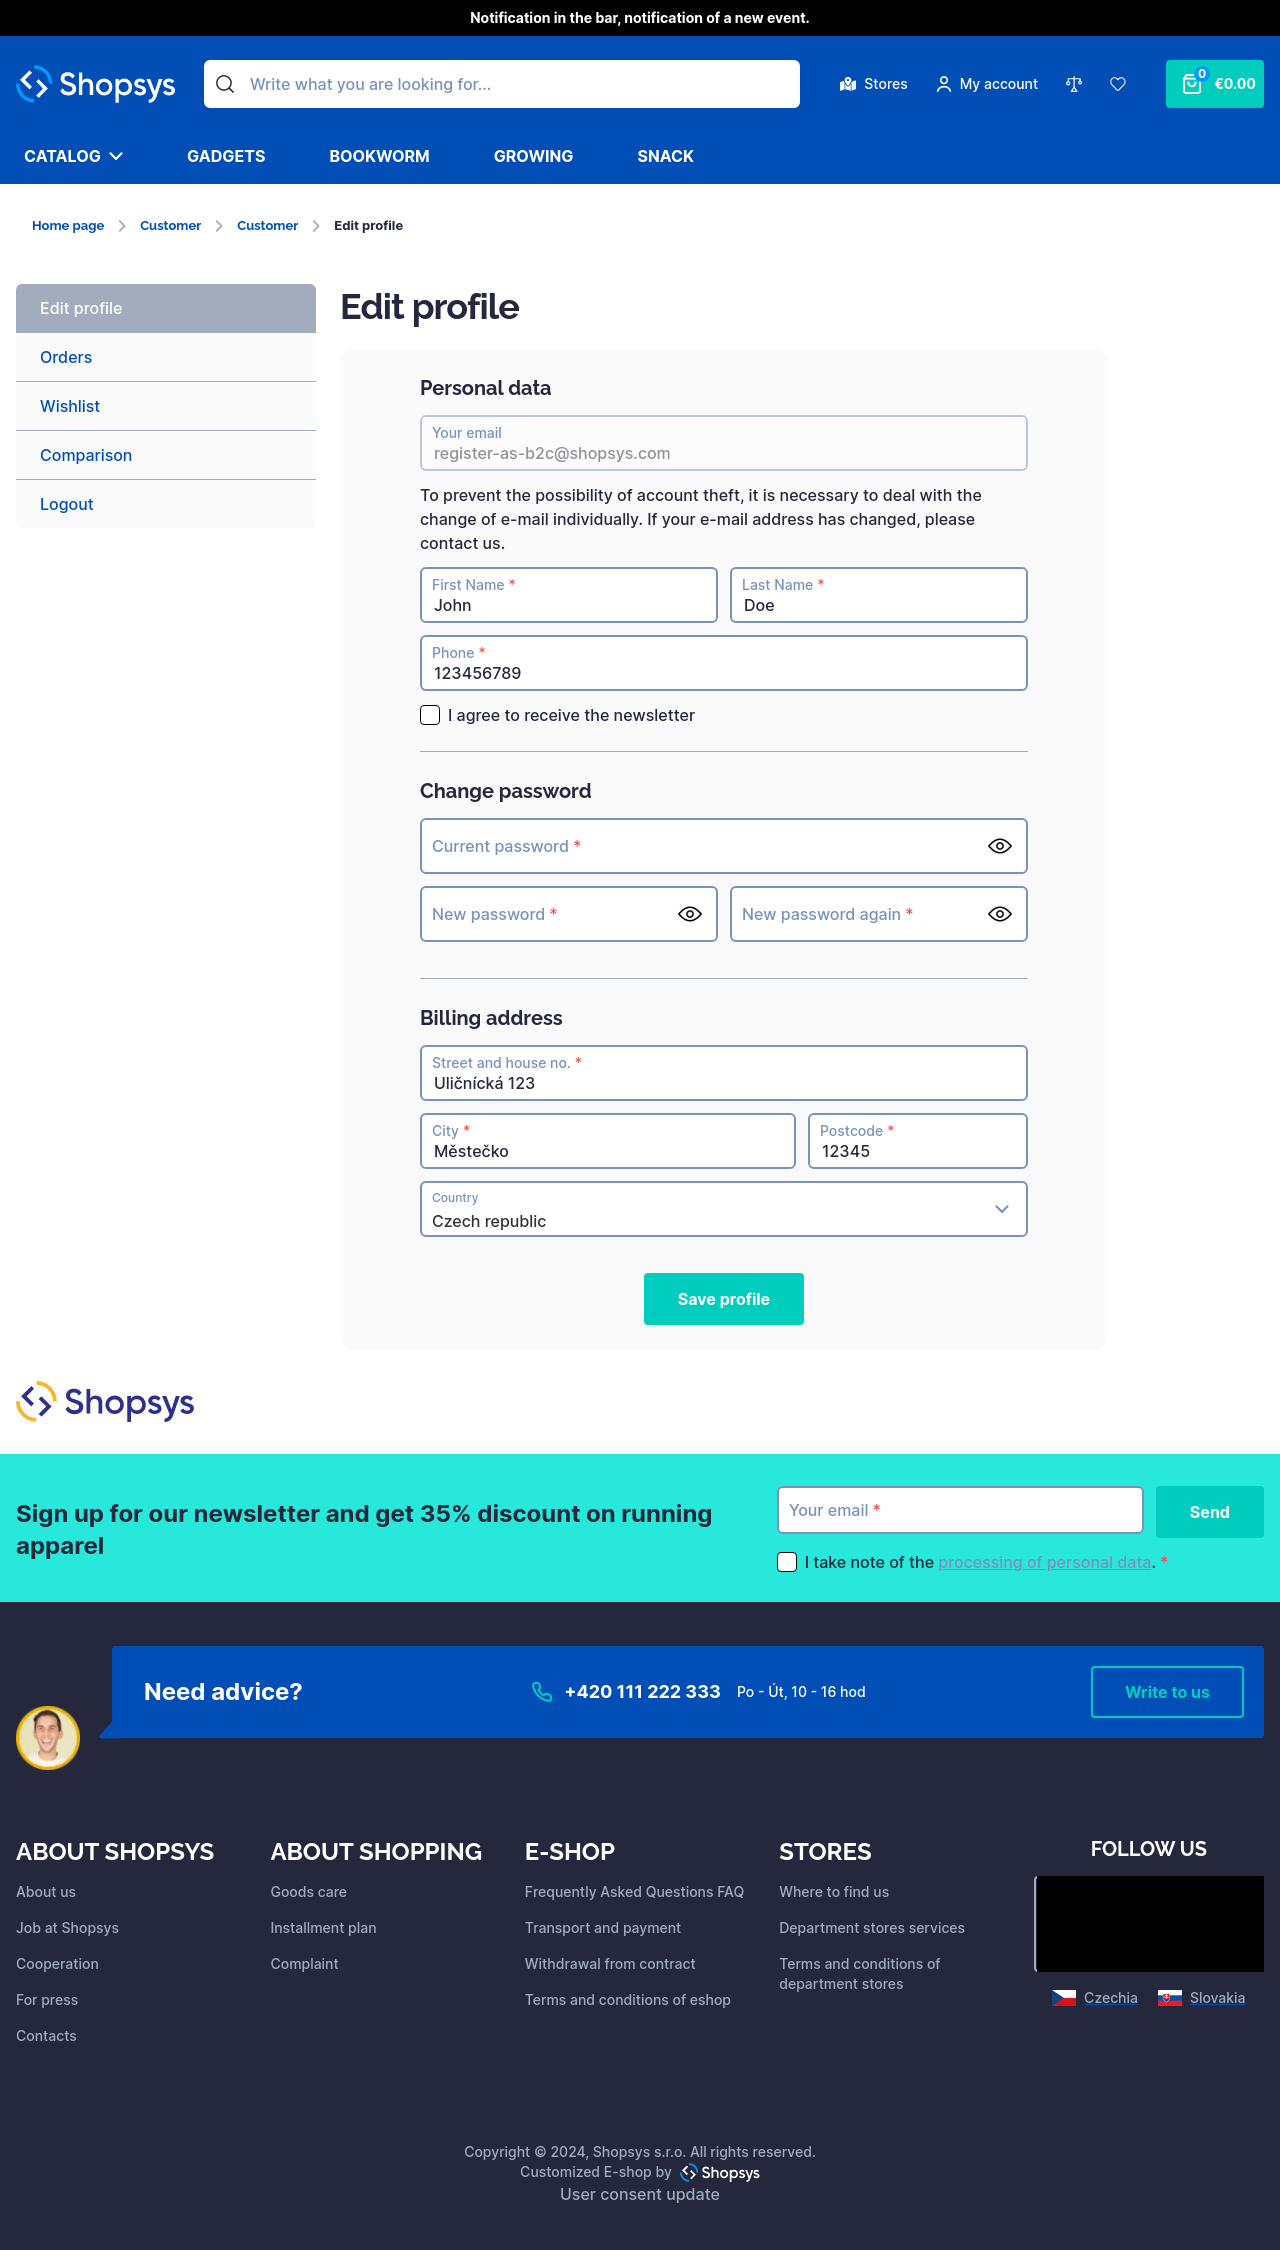 Notification in the bar, notification of a new event.
Shopsys
Write what you are looking for...
Stores
My account
0
€0.00
CATALOG
GADGETS
BOOKWORM
GROWING
SNACK
Home page
Customer
Customer
Edit profile
Edit profile
Orders
Wishlist
Comparison
Logout
Edit profile
Personal data
Your email
register-as-b2c@shopsys.com
To prevent the possibility of account theft, it is necessary to deal with the
change of e-mail individually. If your e-mail address has changed, please
contact us.
First Name *
John
Last Name *
Doe
Phone *
123456789
I agree to receive the newsletter
Change password
Current password *
New password *
New password again *
Billing address
Street and house no. *
Uličnícká 123
City *
Městečko
Postcode *
12345
Country
Czech republic
Save profile
Shopsys
Sign up for our newsletter and get 35% discount on running
apparel
Your email *
Send
I take note of the processing of personal data. *
Need advice?
+420 111 222 333
Po - Út, 10 - 16 hod
Write to us
ABOUT SHOPSYS
About us
Job at Shopsys
Cooperation
For press
Contacts
ABOUT SHOPPING
Goods care
Installment plan
Complaint
E-SHOP
Frequently Asked Questions FAQ
Transport and payment
Withdrawal from contract
Terms and conditions of eshop
STORES
Where to find us
Department stores services
Terms and conditions of
department stores
FOLLOW US
Czechia
Slovakia
Copyright © 2024, Shopsys s.r.o. All rights reserved.
Customized E-shop by Shopsys
User consent update